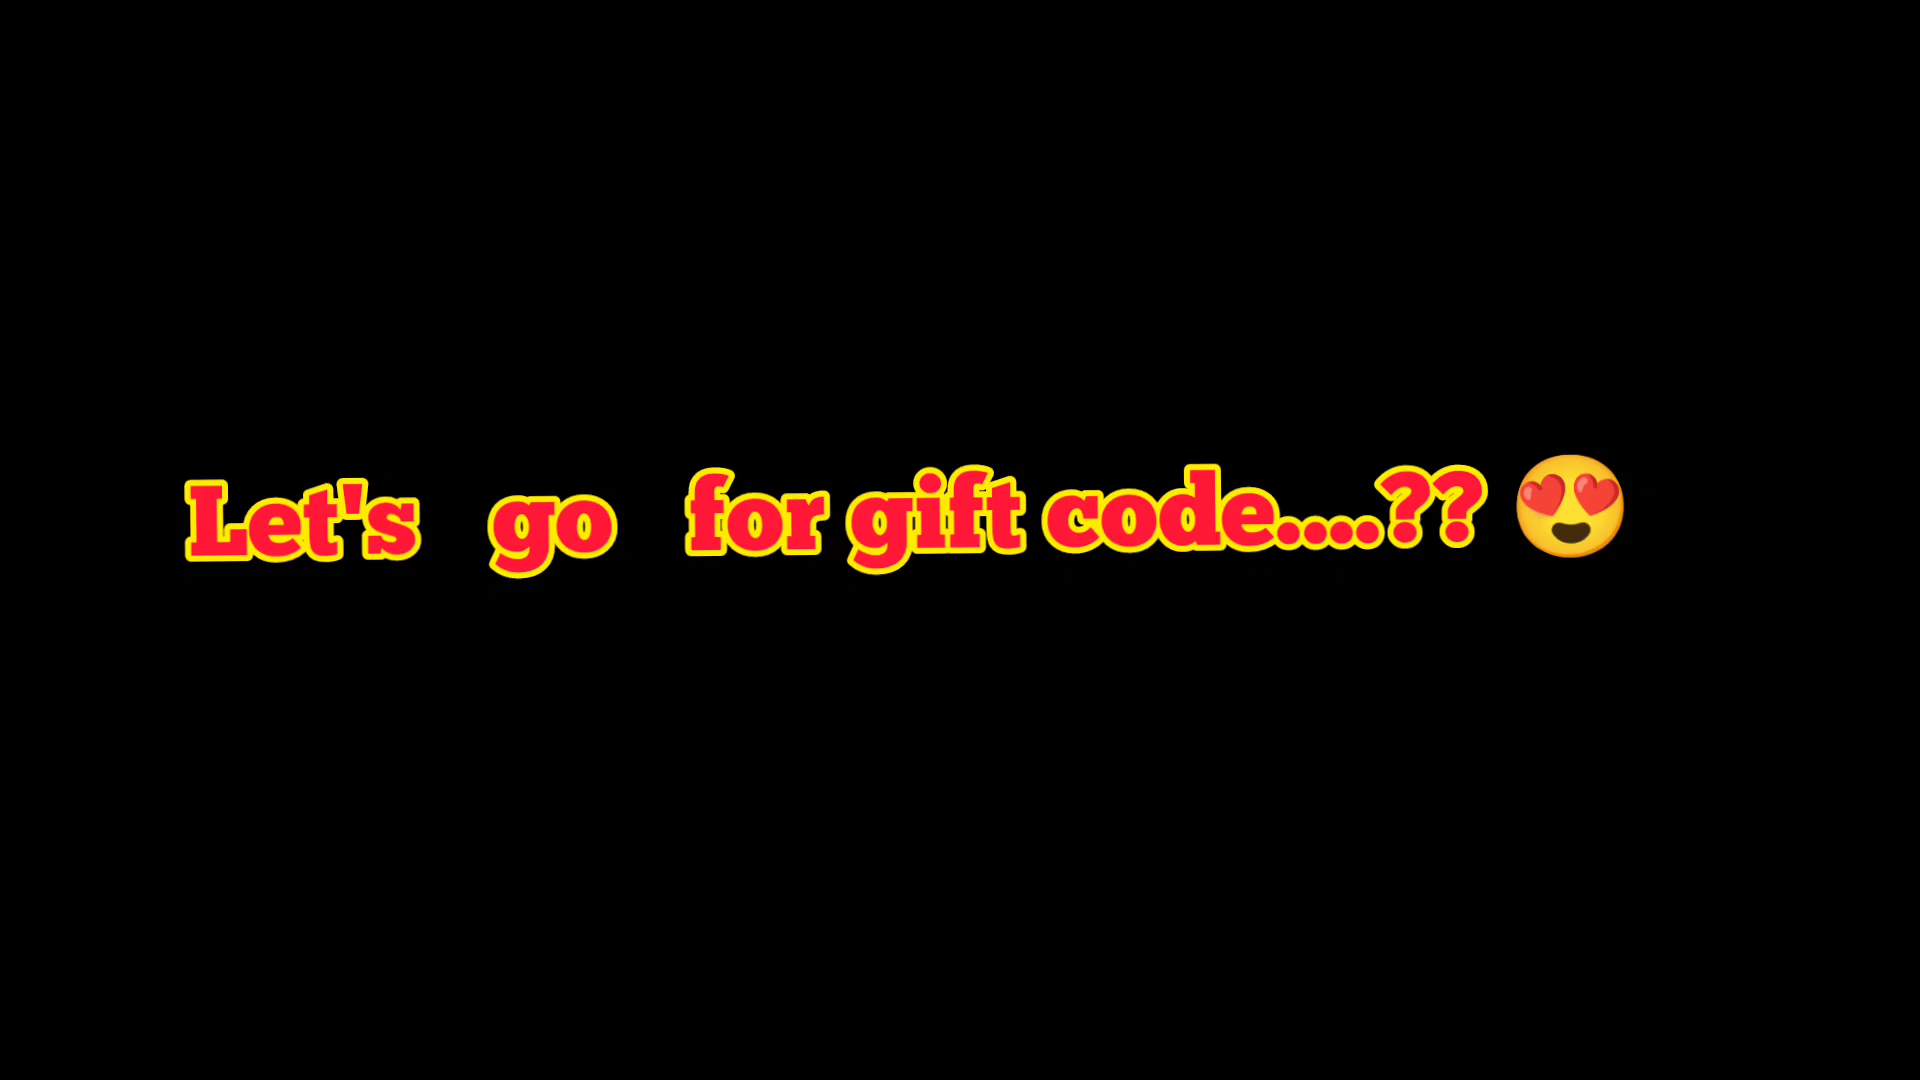 Let's go for gift code....?? 😍